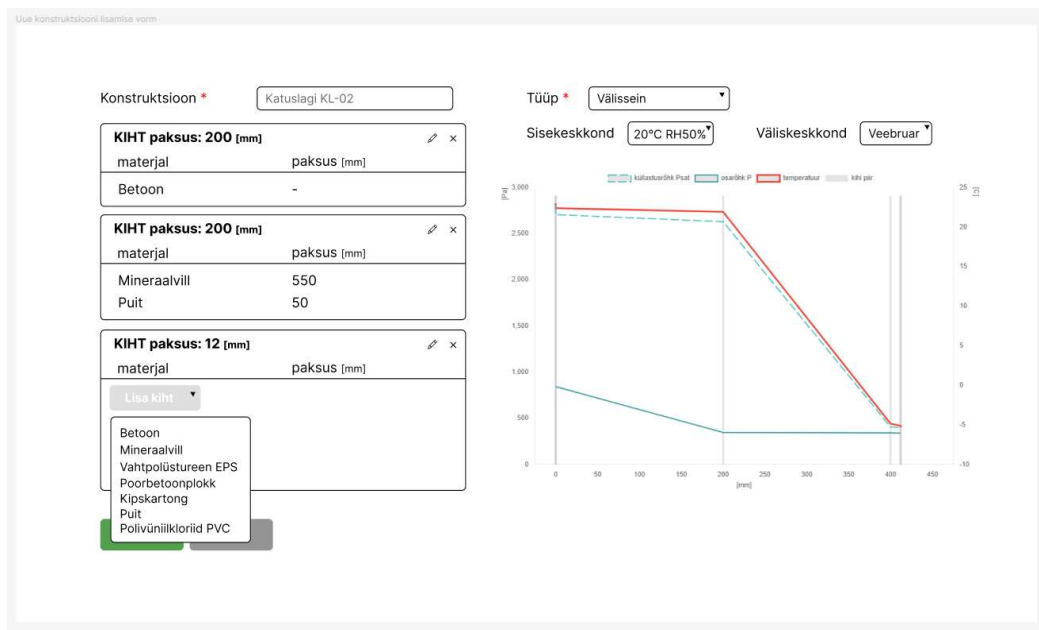 Uue konstruktsiooni lisamise vorm
Konstruktsioon *
Katuslagi KL-02
KIHT paksus: 200 [mm]
materjal paksus [mm]
Betoon -
KIHT paksus: 200 [mm]
materjal paksus [mm]
Mineraalvill 550
Puit 50
KIHT paksus: 12 [mm]
materjal paksus [mm]
Lisa kiht
Betoon
Mineraalvill
Vahtpolüstureen EPS
Poorbetoonplokk
Kipskartong
Puit
Polivüniilkloriid PVC
Tüüp * Välissein
Sisekeskkond 20°C RH50% Väliskeskkond Veebruar
küllastusrõhk Psat osarõhk P temperatuur kihi piir
[Pa]
3,000
2,500
2,000
1,500
1,000
500
0
0 50 100 150 200 250 300 350 400 450
[mm]
25
20
15
10
5
0
-5
-10
[C]